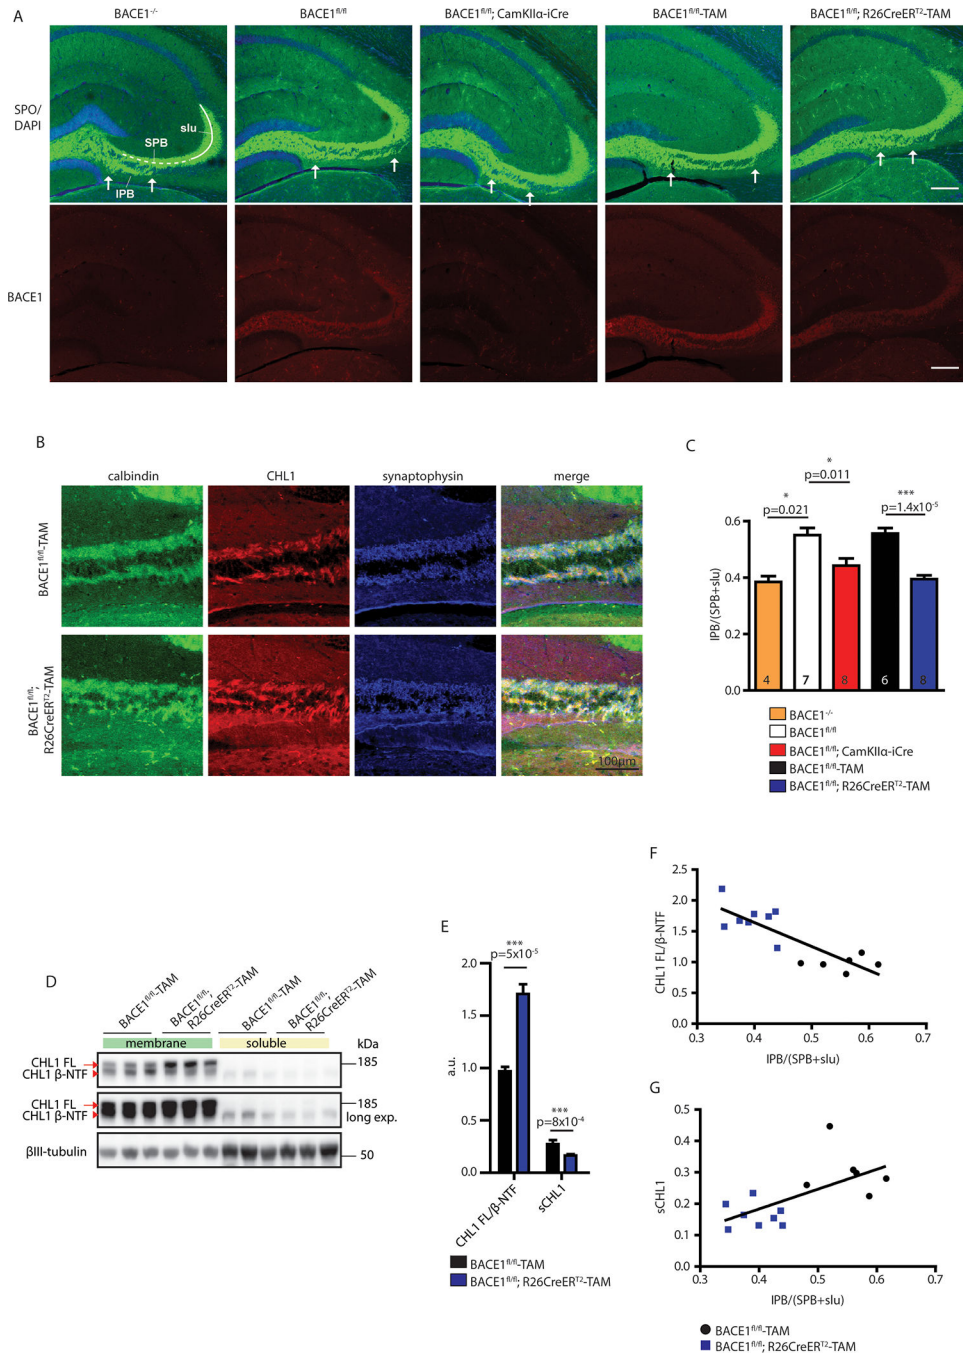 A
BACE1-/-
BACE1fl/fl
BACE1fl/fl; CamKIIα-iCre
BACE1fl/fl-TAM
BACE1fl/fl; R26CreERT2-TAM
SPO/
DAPI
slu
SPB
IPB
BACE1
B
calbindin
CHL1
synaptophysin
merge
BACE1fl/fl-TAM
BACE1fl/fl;
R26CreERT2-TAM
100μm
C
*
p=0.011
*
p=0.021
***
p=1.4x10-5
IPB/(SPB+slu)
0.6
0.4
0.2
0.0
4
7
8
6
8
BACE1-/-
BACE1fl/fl
BACE1fl/fl; CamKIIα-iCre
BACE1fl/fl-TAM
BACE1fl/fl; R26CreERT2-TAM
D
BACE1fl/fl-TAM
BACE1fl/fl;
R26CreERT2-TAM
BACE1fl/fl-TAM
BACE1fl/fl;
R26CreERT2-TAM
membrane
soluble
kDa
CHL1 FL
CHL1 β-NTF
185
CHL1 FL
CHL1 β-NTF
185
long exp.
βIII-tubulin
50
E
***
p=5x10-5
***
p=8x10-4
a.u.
2.0
1.5
1.0
0.5
0.0
CHL1 FL/β-NTF
sCHL1
BACE1fl/fl-TAM
BACE1fl/fl; R26CreERT2-TAM
F
CHL1 FL/β-NTF
2.5
2.0
1.5
1.0
0.5
0.0
0.3 0.4 0.5 0.6 0.7
IPB/(SPB+slu)
G
sCHL1
0.5
0.4
0.3
0.2
0.1
0
0.3 0.4 0.5 0.6 0.7
IPB/(SPB+slu)
BACE1fl/fl-TAM
BACE1fl/fl; R26CreERT2-TAM